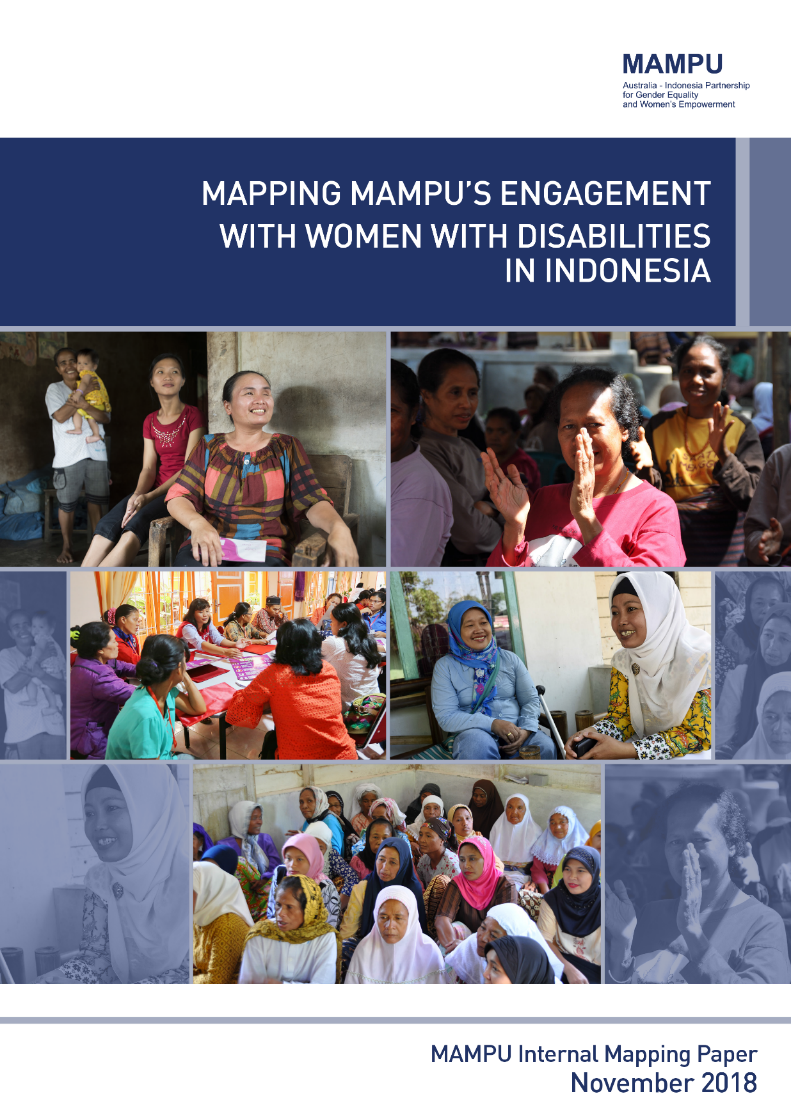 MAMPU
Australia - Indonesia Partnership
for Gender Equality
and Women's Empowerment
MAPPING MAMPU'S ENGAGEMENT
WITH WOMEN WITH DISABILITIES
IN INDONESIA
MAMPU Internal Mapping Paper
November 2018